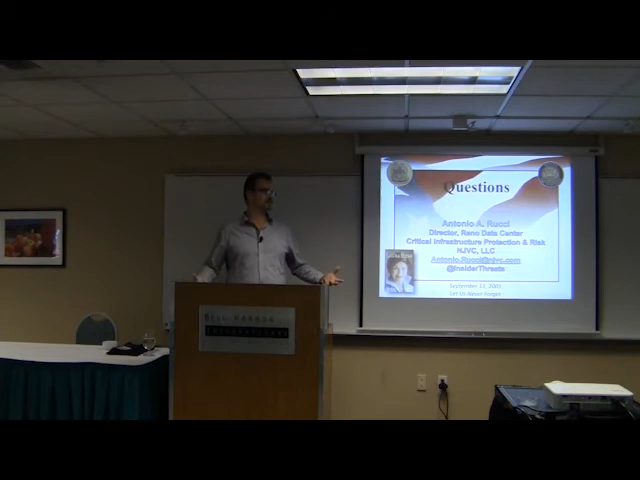 Questions
Antonio A. Rucci
Director, Reno Data Center
Critical Infrastructure Protection & Risk
NJVC, LLC
Antonio.Rucci@njvc.com
@InsiderThreats
September 11, 2001
Let Us Never Forget